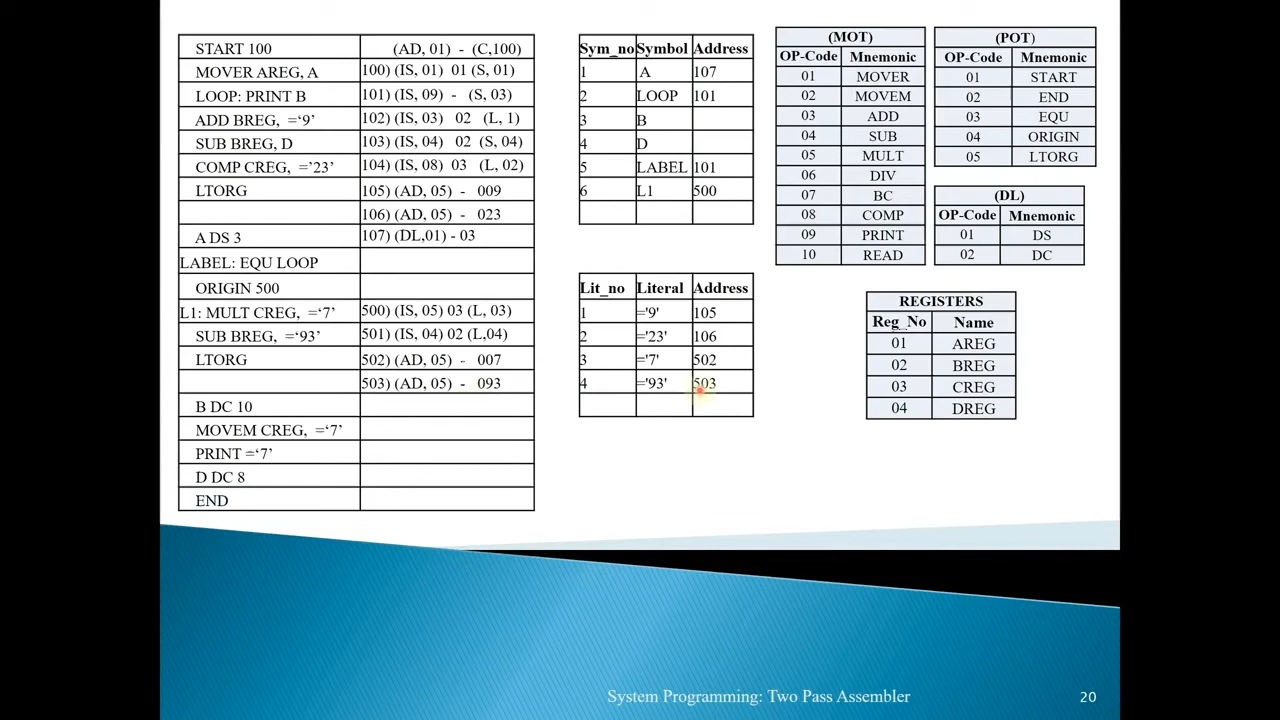 START 100 (AD, 01) - (C,100)
MOVER AREG, A 100) (IS, 01) 01 (S, 01)
LOOP: PRINT B 101) (IS, 09) - (S, 03)
ADD BREG, =‘9’ 102) (IS, 03) 02 (L, 1)
SUB BREG, D 103) (IS, 04) 02 (S, 04)
COMP CREG, =’23’ 104) (IS, 08) 03 (L, 02)
LTORG 105) (AD, 05) - 009
106) (AD, 05) - 023
A DS 3 107) (DL,01) - 03
LABEL: EQU LOOP
ORIGIN 500
L1: MULT CREG, =‘7’ 500) (IS, 05) 03 (L, 03)
SUB BREG, =‘93’ 501) (IS, 04) 02 (L,04)
LTORG 502) (AD, 05) - 007
503) (AD, 05) - 093
B DC 10
MOVEM CREG, =‘7’
PRINT =‘7’
D DC 8
END
Sym_no Symbol Address
1 A 107
2 LOOP 101
3 B
4 D
5 LABEL 101
6 L1 500
Lit_no Literal Address
1 ='9' 105
2 ='23' 106
3 ='7' 502
4 ='93' 503
(MOT)
OP-Code Mnemonic
01 MOVER
02 MOVEM
03 ADD
04 SUB
05 MULT
06 DIV
07 BC
08 COMP
09 PRINT
10 READ
(POT)
OP-Code Mnemonic
01 START
02 END
03 EQU
04 ORIGIN
05 LTORG
(DL)
OP-Code Mnemonic
01 DS
02 DC
REGISTERS
Reg_No Name
01 AREG
02 BREG
03 CREG
04 DREG
System Programming: Two Pass Assembler 20